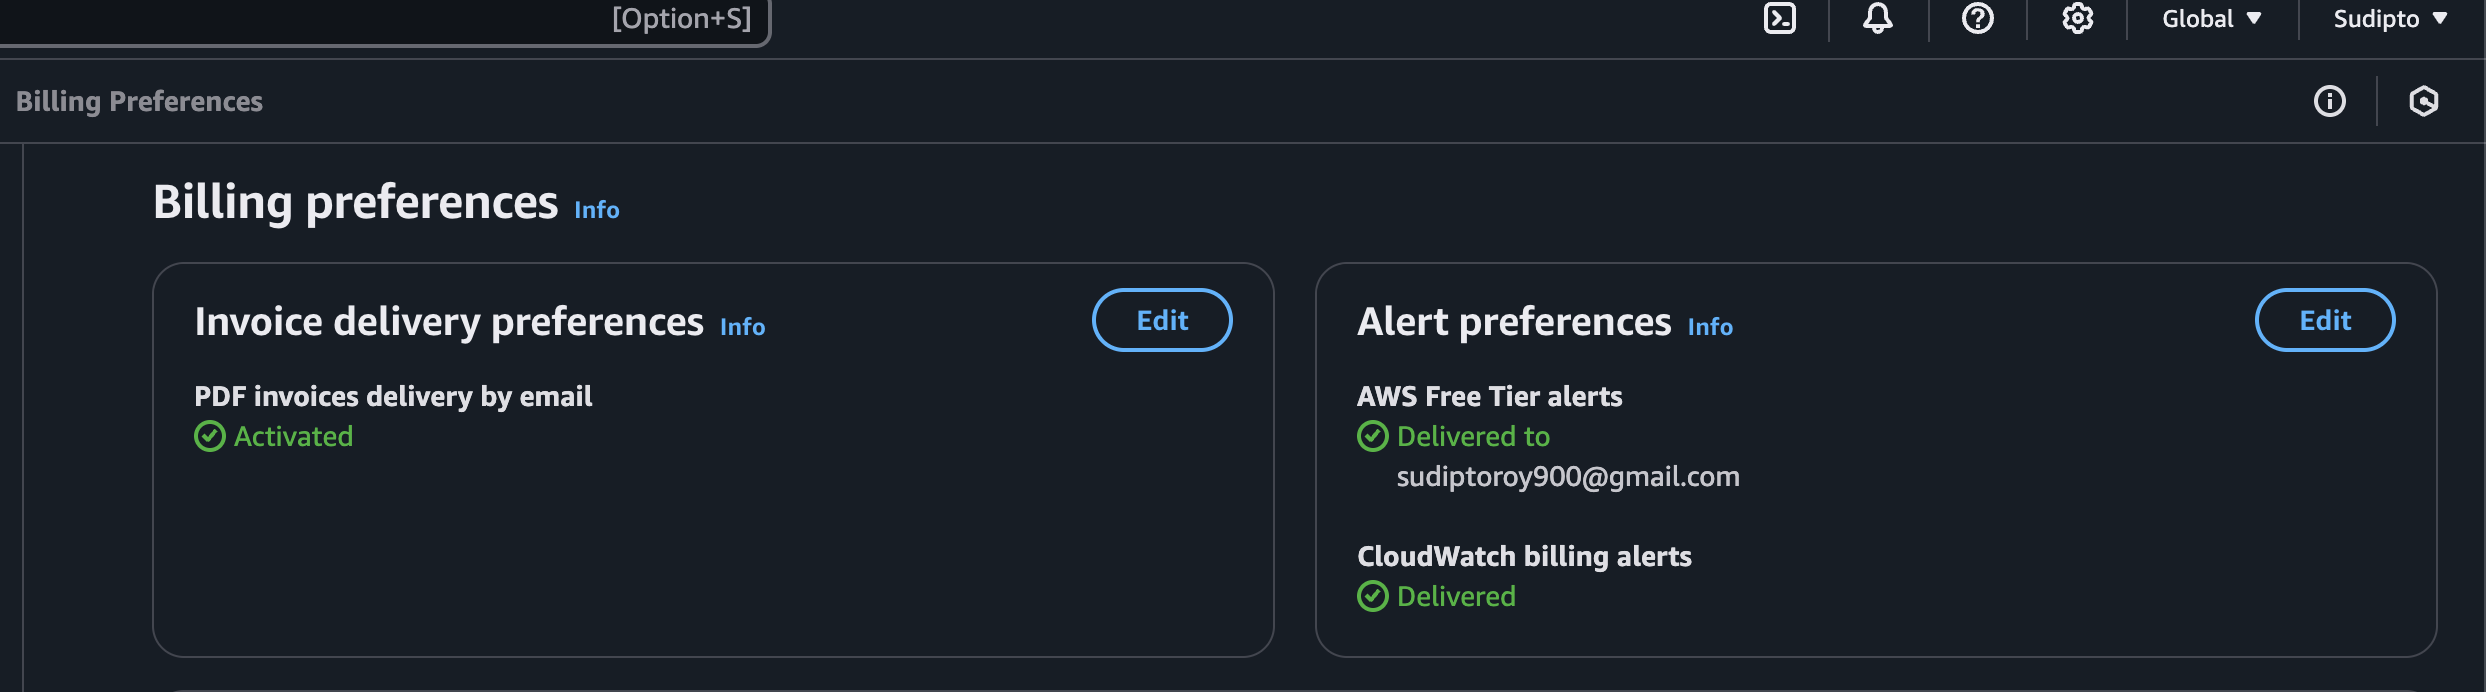 [Option+S]
Global
Sudipto
Billing Preferences
Billing preferences Info
Invoice delivery preferences Info
Edit
PDF invoices delivery by email
Activated
Alert preferences Info
Edit
AWS Free Tier alerts
Delivered to
sudiptoroy900@gmail.com
CloudWatch billing alerts
Delivered